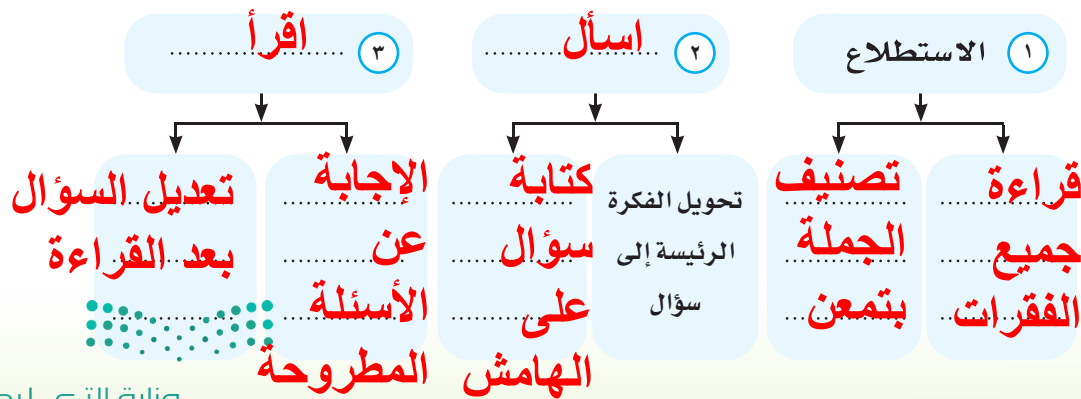 ١ الاستطلاع
٢ اسأل
٣ اقرأ
قراءة
جميع
الفقرات
تصنيف
الجملة
بتمعن
تحويل الفكرة
الرئيسة إلى
سؤال
كتابة
سؤال
على
الهامش
الإجابة
عن
الأسئلة
المطروحة
تعديل السؤال
بعد القراءة